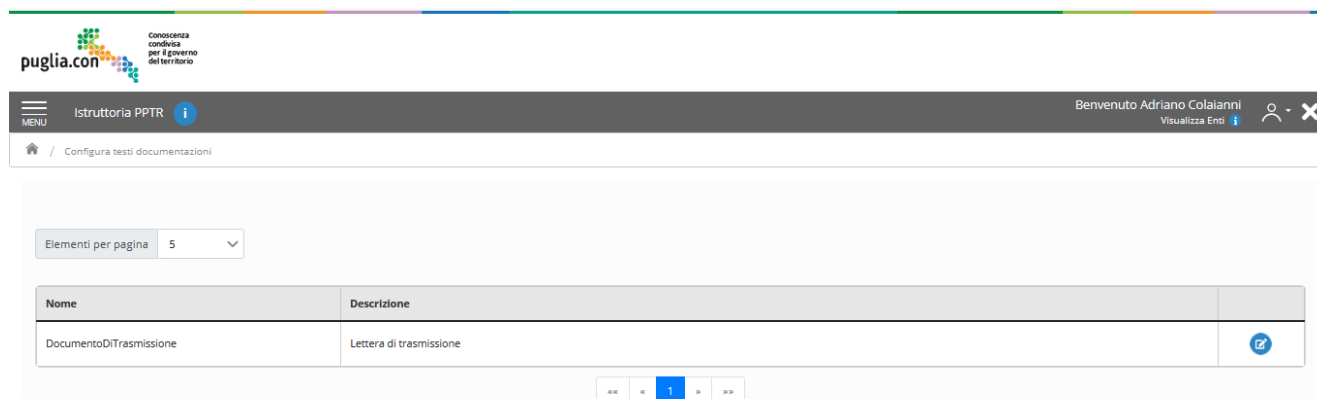 puglia.con
Conoscenza
condivisa
per il governo
del territorio
MENU
Istruttoria PPTR i
Benvenuto Adriano Colaianni
Visualizza Enti i
/ Configura testi documentazioni
Elementi per pagina 5
Nome Descrizione
DocumentoDiTrasmissione Lettera di trasmissione
«« « 1 » »»